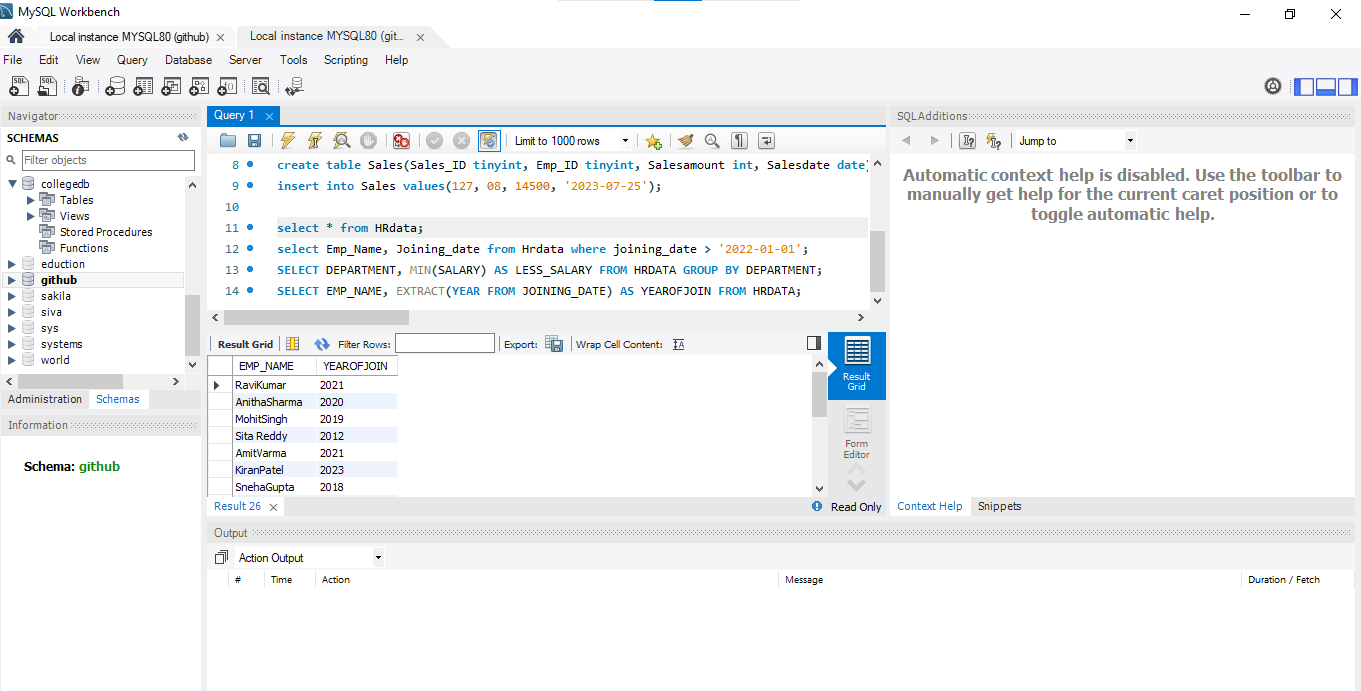 MySQL Workbench
Local instance MYSQL80 (github)
Local instance MYSQL80 (git...
File Edit View Query Database Server Tools Scripting Help
Navigator
SCHEMAS
Filter objects
collegedb
Tables
Views
Stored Procedures
Functions
eduction
github
sakila
siva
sys
systems
world
Administration Schemas
Information
Schema: github
Query 1
Limit to 1000 rows
8 create table Sales(Sales_ID tinyint, Emp_ID tinyint, Salesamount int, Salesdate date)
9 insert into Sales values(127, 08, 14500, '2023-07-25');
10
11 select * from HRdata;
12 select Emp_Name, Joining_date from Hrdata where joining_date > '2022-01-01';
13 SELECT DEPARTMENT, MIN(SALARY) AS LESS_SALARY FROM HRDATA GROUP BY DEPARTMENT;
14 SELECT EMP_NAME, EXTRACT(YEAR FROM JOINING_DATE) AS YEAROFJOIN FROM HRDATA;
Result Grid Filter Rows: Export: Wrap Cell Content:
EMP_NAME YEAROFJOIN
RaviKumar 2021
AnithaSharma 2020
MohitSingh 2019
Sita Reddy 2012
AmitVarma 2021
KiranPatel 2023
SnehaGupta 2018
Result Grid
Form Editor
Result 26
Read Only
SQLAdditions
Jump to
Automatic context help is disabled. Use the toolbar to
manually get help for the current caret position or to
toggle automatic help.
Context Help Snippets
Output
Action Output
# Time Action Message Duration / Fetch